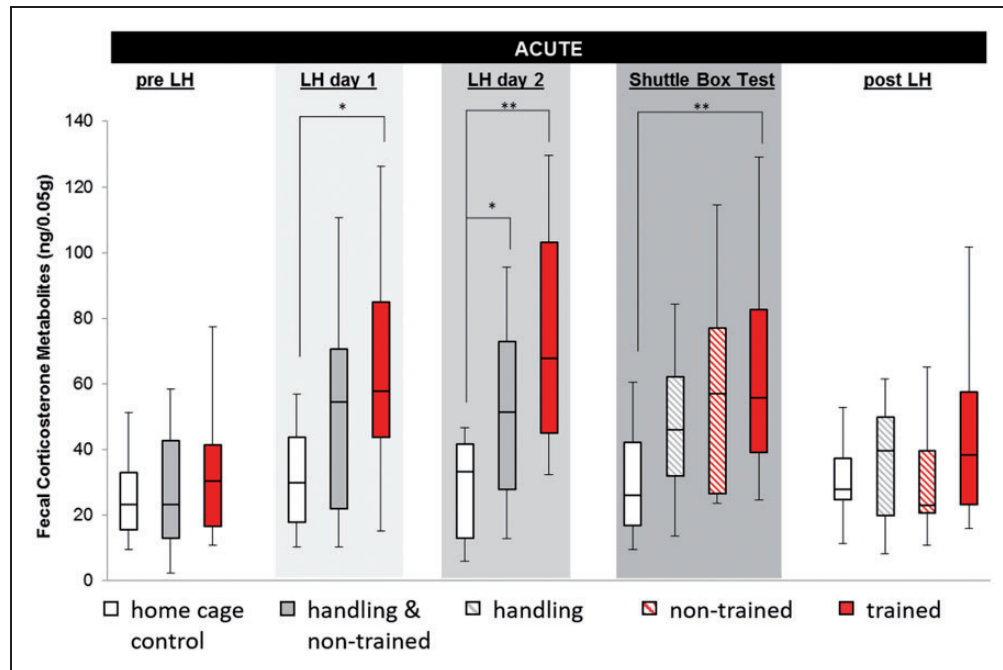 ACUTE
pre LH LH day 1 LH day 2 Shuttle Box Test post LH
* ** **
*
Fecal Corticosterone Metabolites (ng/0.05g)
140
120
100
80
60
40
20
0
home cage control
handling & non-trained
handling
non-trained
trained